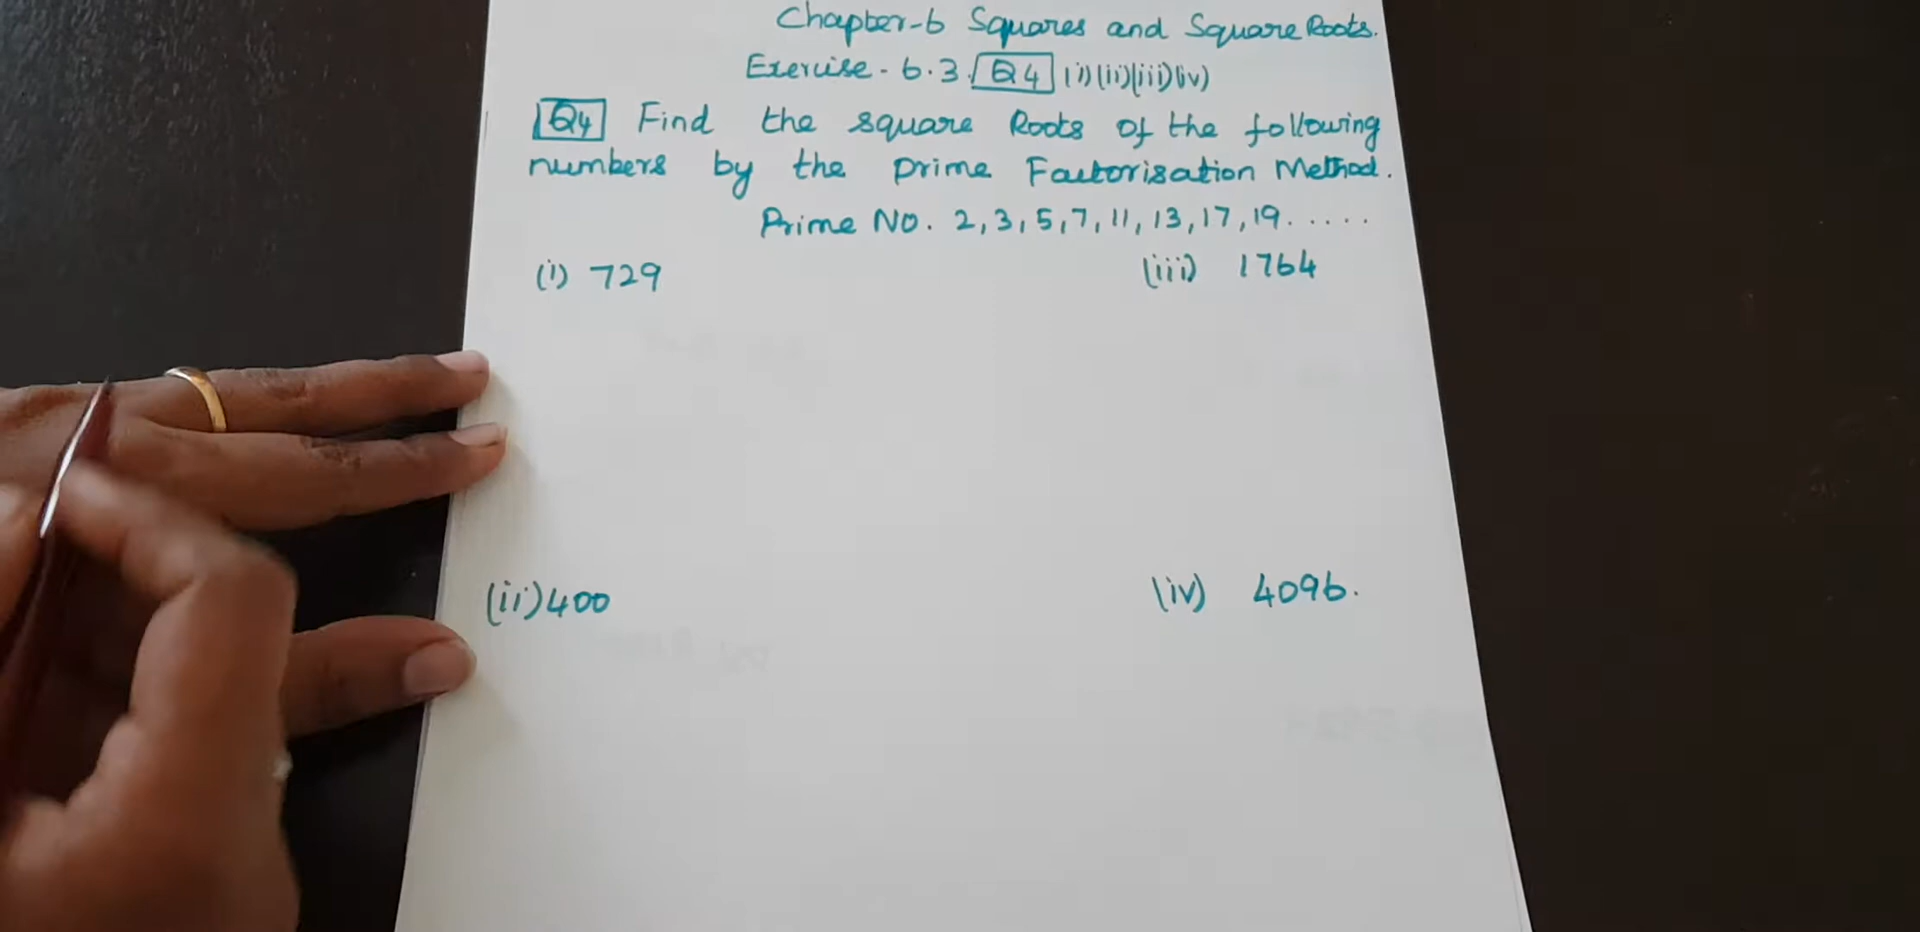 Chapter-6 Squares and Square Roots.
Exercise - 6.3. Q4 (i)(ii)(iii)(iv)
Q4 Find the square Roots of the following
numbers by the Prime Factorisation Method.
Prime No. 2,3,5,7,11,13,17,19.....
(i) 729
(iii) 1764
(ii) 400
(iv) 4096.